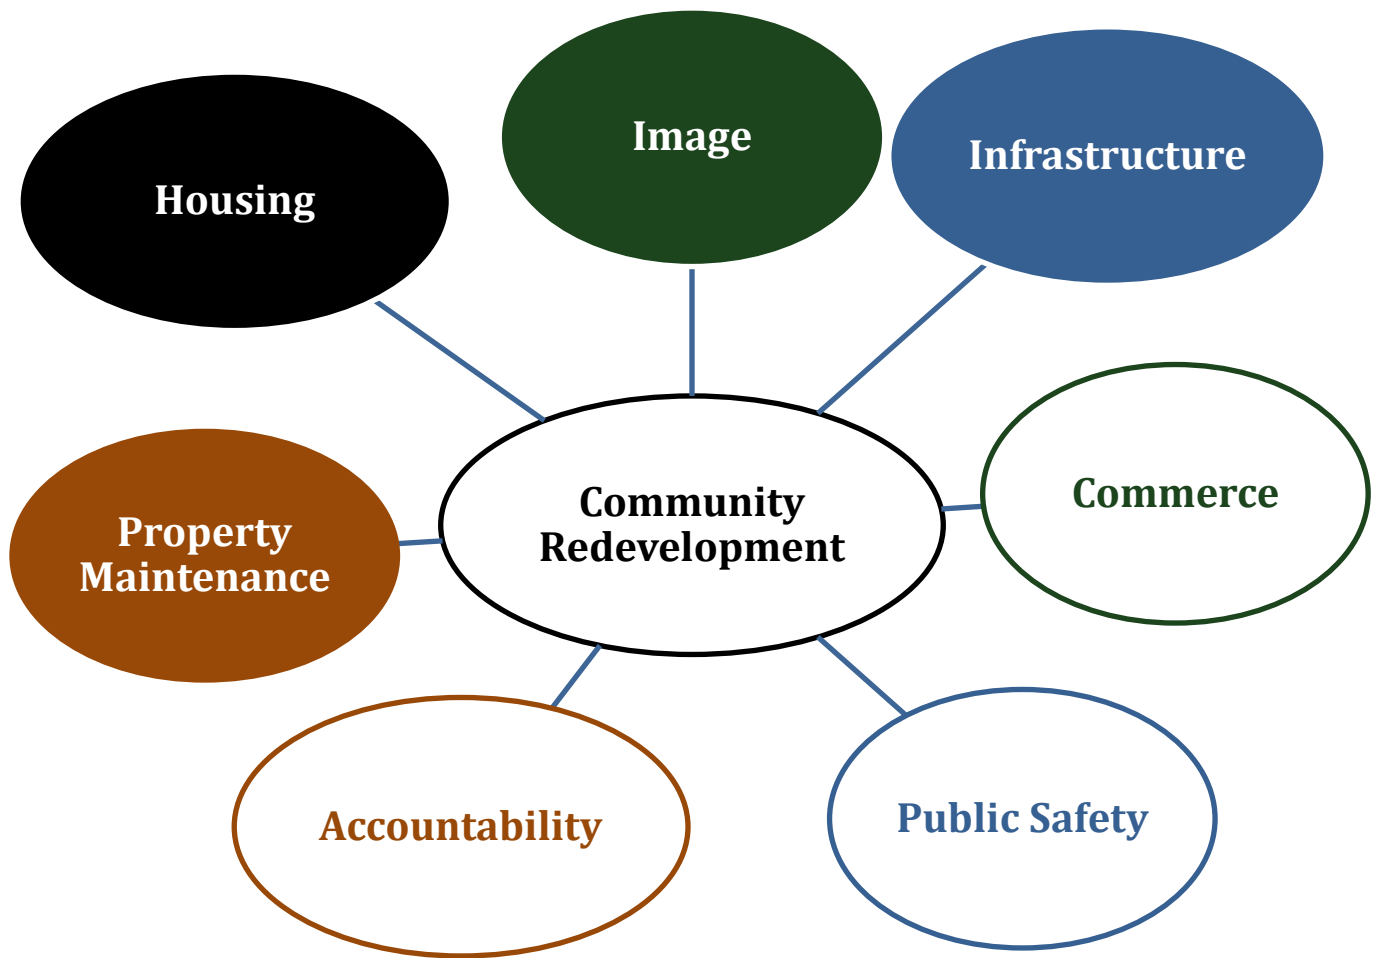 Image
Infrastructure
Housing
Commerce
Community
Redevelopment
Property
Maintenance
Public Safety
Accountability